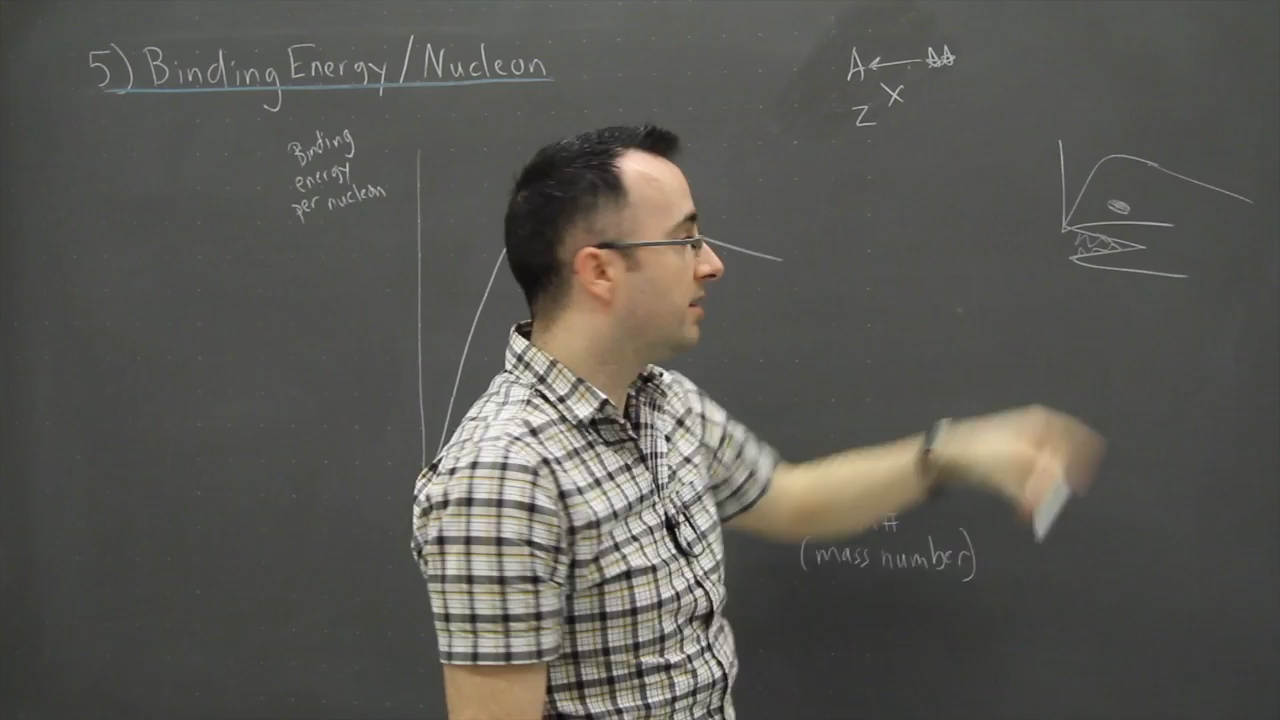 5) Binding Energy/Nucleon
Binding
energy
per nucleon
A
X
Z
#
(mass number)